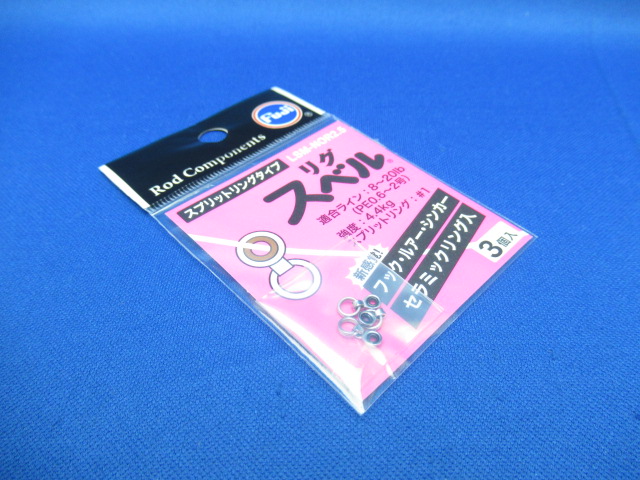 Fuji
®
Rod Components
スプリットリングタイプ
リグ
スベル®
適合ライン：8～20lb
(PE0.6～2号)
強度：4.4kg
スプリットリング：#1
新感覚!
フック・ルアー・シンカー
セラミックリング入
3個入